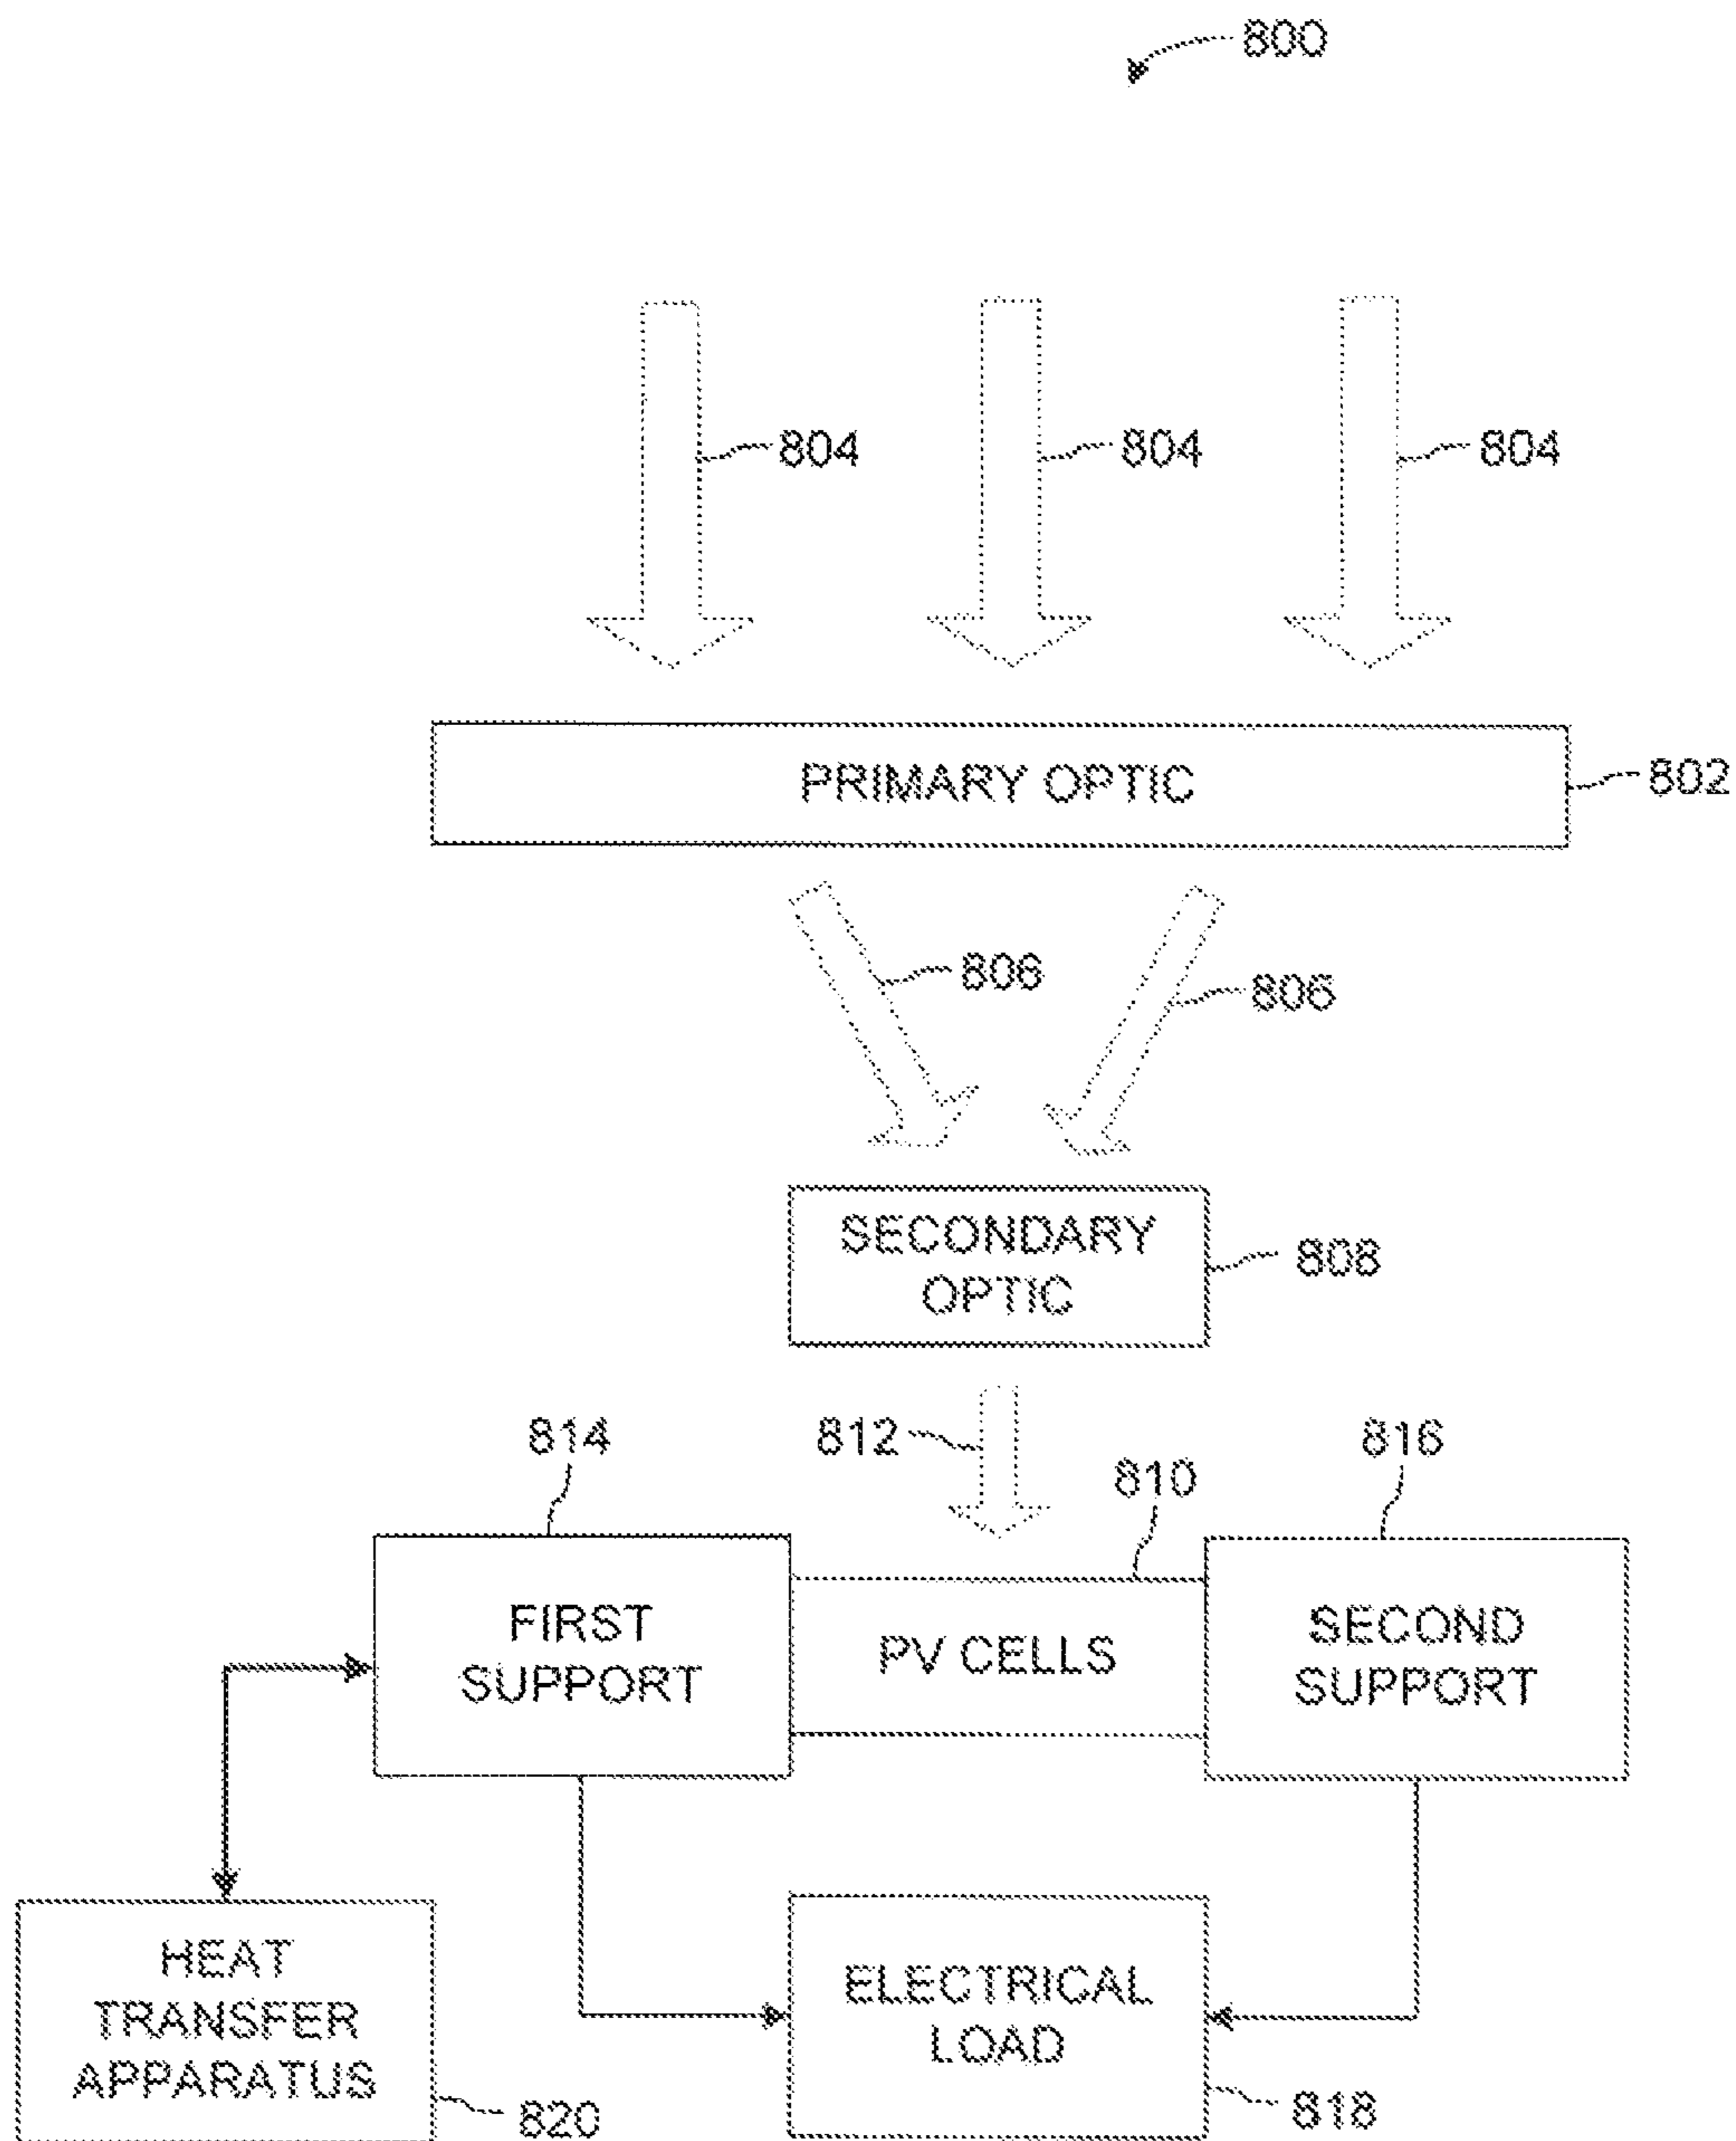 800
804
804
804
PRIMARY OPTIC
802
806
806
SECONDARY
OPTIC
808
814
812
810
816
FIRST
SUPPORT
PV CELLS
SECOND
SUPPORT
HEAT
TRANSFER
APPARATUS
820
ELECTRICAL
LOAD
818